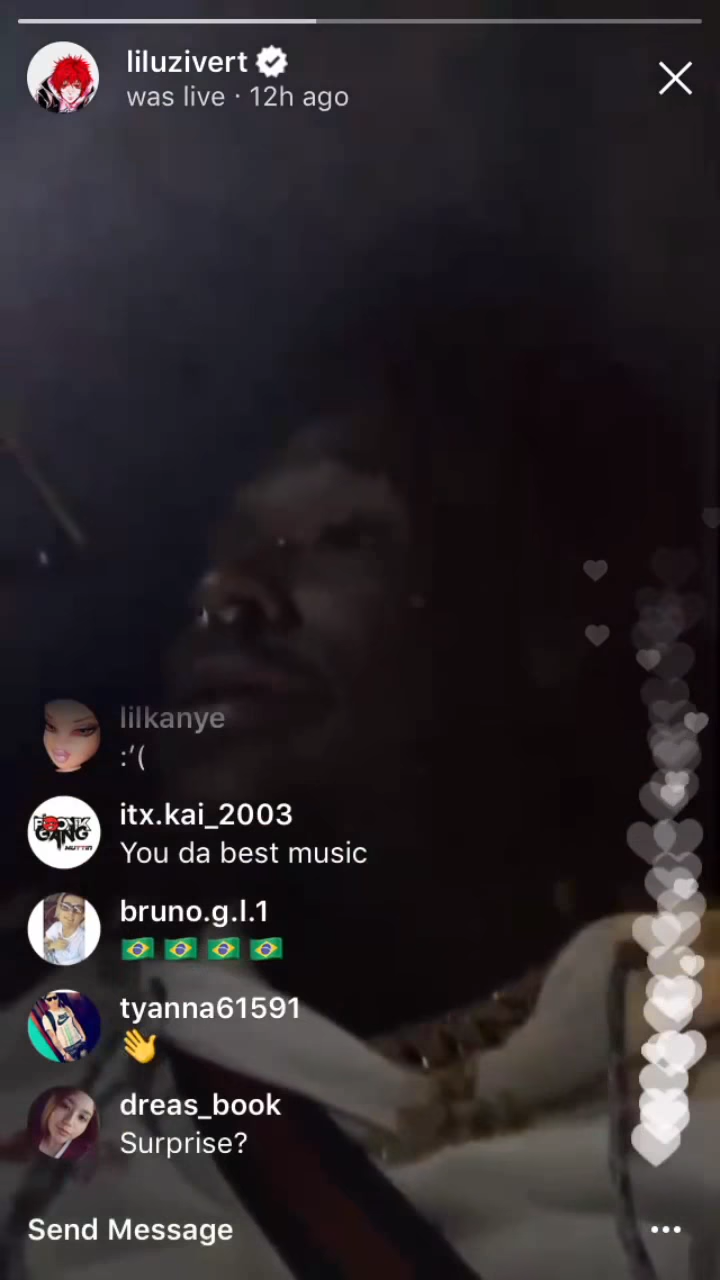 liluzivert
was live · 12h ago
lilkanye
:'(
itx.kai_2003
You da best music
bruno.g.l.1
🇧🇷 🇧🇷 🇧🇷 🇧🇷
tyanna61591
👋
dreas_book
Surprise?
Send Message